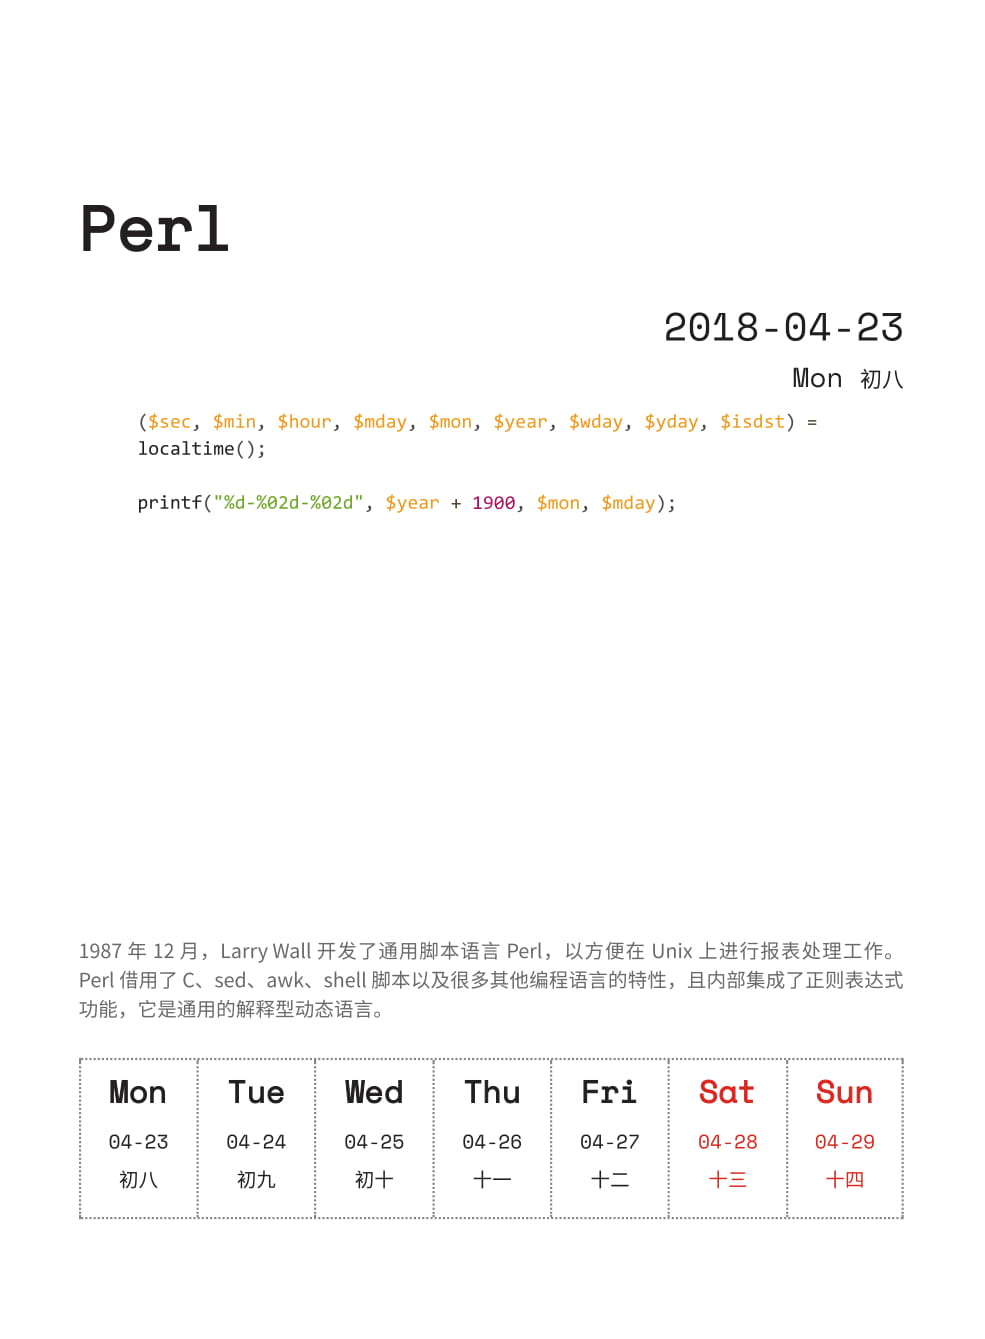 Perl
2018-04-23
Mon 初八
($sec, $min, $hour, $mday, $mon, $year, $wday, $yday, $isdst) =
localtime();
printf("%d-%02d-%02d", $year + 1900, $mon, $mday);
1987 年 12 月，Larry Wall 开发了通用脚本语言 Perl，以方便在 Unix 上进行报表处理工作。
Perl 借用了 C、sed、awk、shell 脚本以及很多其他编程语言的特性，且内部集成了正则表达式
功能，它是通用的解释型动态语言。
Mon Tue Wed Thu Fri Sat Sun
04-23 04-24 04-25 04-26 04-27 04-28 04-29
初八 初九 初十 十一 十二 十三 十四